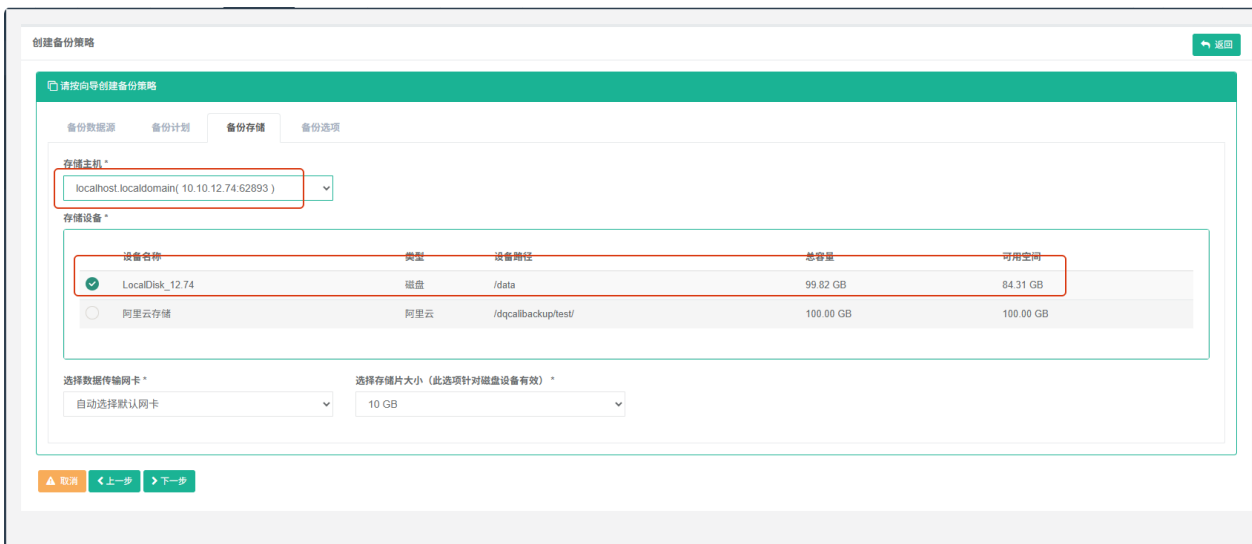 创建备份策略
返回
请按向导创建备份策略
备份数据源 备份计划 备份存储 备份选项
存储主机 *
localhost.localdomain( 10.10.12.74:62893 )
存储设备 *
设备名称 类型 设备路径 总容量 可用空间
LocalDisk_12.74 磁盘 /data 99.82 GB 84.31 GB
阿里云存储 阿里云 /dqcalibackup/test/ 100.00 GB 100.00 GB
选择数据传输网卡 * 选择存储片大小（此选项针对磁盘设备有效） *
自动选择默认网卡 10 GB
取消 上一步 下一步